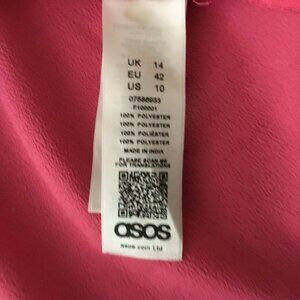 UK 14
EU 42
US 10
07588933
F100001
100% POLYESTER
100% POLYESTER
100% POLIÉSTER
100% POLYESTER
MADE IN INDIA
PLEASE SCAN ME
FOR TRANSLATIONS
asos
asos.com Ltd